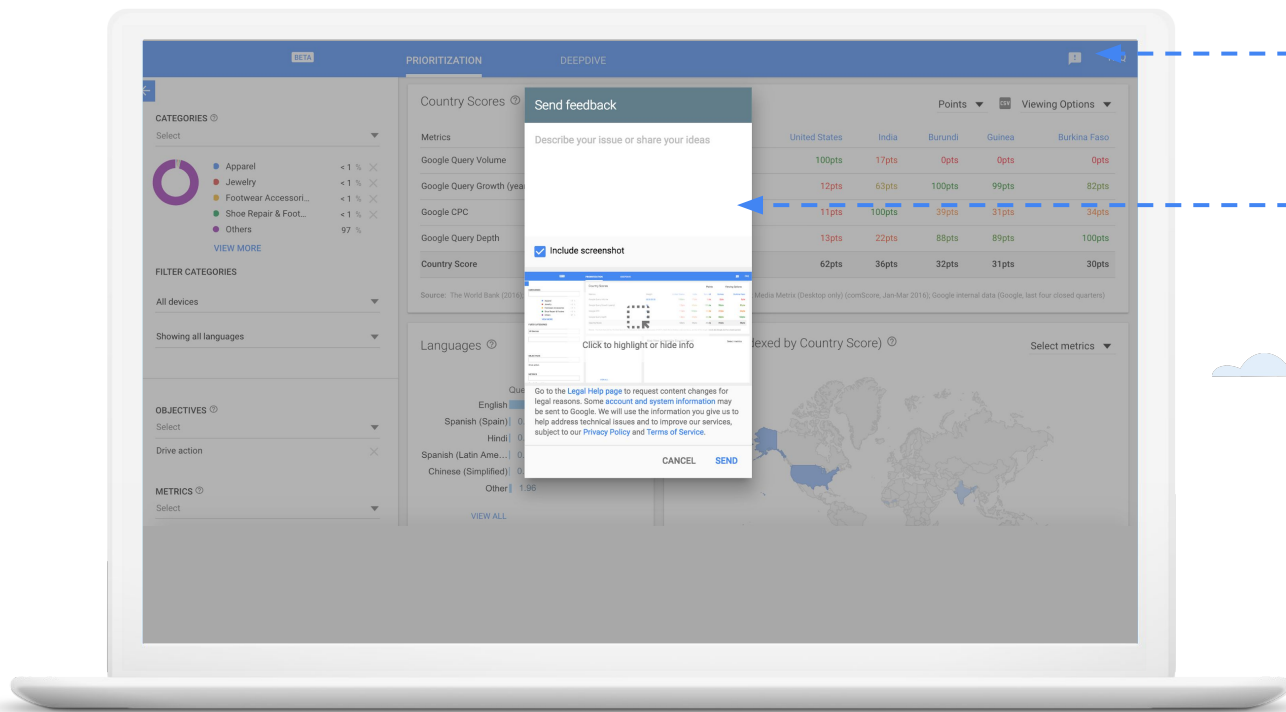 BETA
PRIORITIZATION
DEEPDIVE
CATEGORIES
Select
Apparel <1 %
Jewelry <1 %
Footwear Accessori... <1 %
Shoe Repair & Foot... <1 %
Others 97 %
VIEW MORE
FILTER CATEGORIES
All devices
Showing all languages
OBJECTIVES
Select
Drive action
METRICS
Select
Country Scores
Points
CSV
Viewing Options
Metrics United States India Burundi Guinea Burkina Faso
Google Query Volume 100pts 17pts 0pts 0pts 0pts
Google Query Growth (yea 12pts 63pts 100pts 99pts 82pts
Google CPC 11pts 100pts 39pts 31pts 34pts
Google Query Depth 13pts 22pts 88pts 89pts 100pts
Country Score 62pts 36pts 32pts 31pts 30pts
Source: The World Bank (2016) Media Metrix (Desktop only) (comScore, Jan-Mar 2016); Google internal data (Google, last four closed quarters)
Languages
Que
English
Spanish (Spain) 0.
Hindi 0.
Spanish (Latin Ame... 0.
Chinese (Simplified) 0.
Other 1.96
VIEW ALL
exed by Country Score)
Select metrics
Send feedback
Describe your issue or share your ideas
Include screenshot
Click to highlight or hide info
Go to the Legal Help page to request content changes for
legal reasons. Some account and system information may
be sent to Google. We will use the information you give us to
help address technical issues and to improve our services,
subject to our Privacy Policy and Terms of Service.
CANCEL SEND